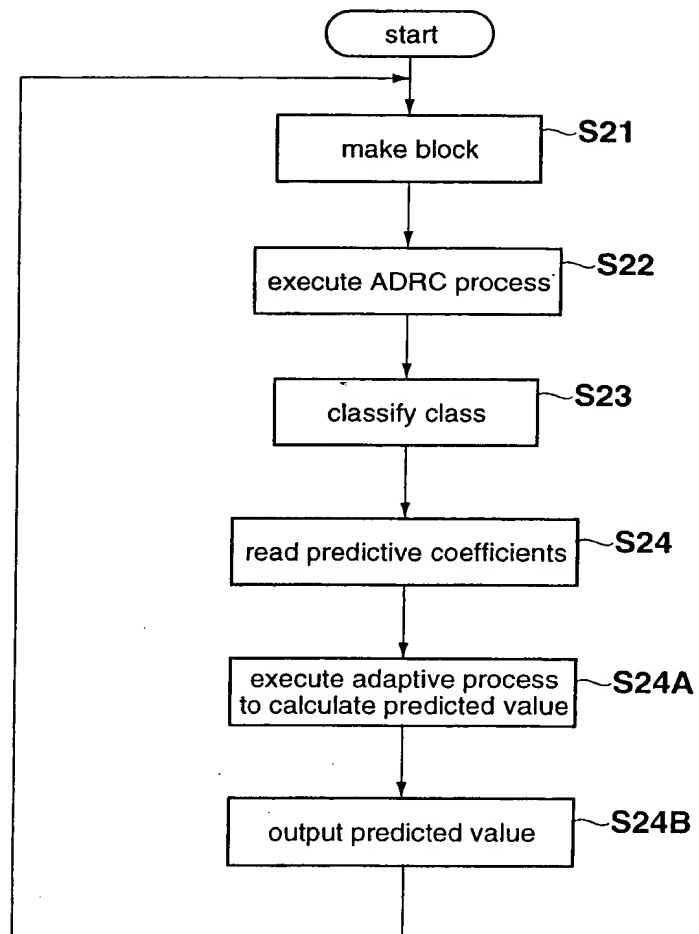 start
make block
S21
execute ADRC process
S22
classify class
S23
read predictive coefficients
S24
execute adaptive process
to calculate predicted value
S24A
output predicted value
S24B